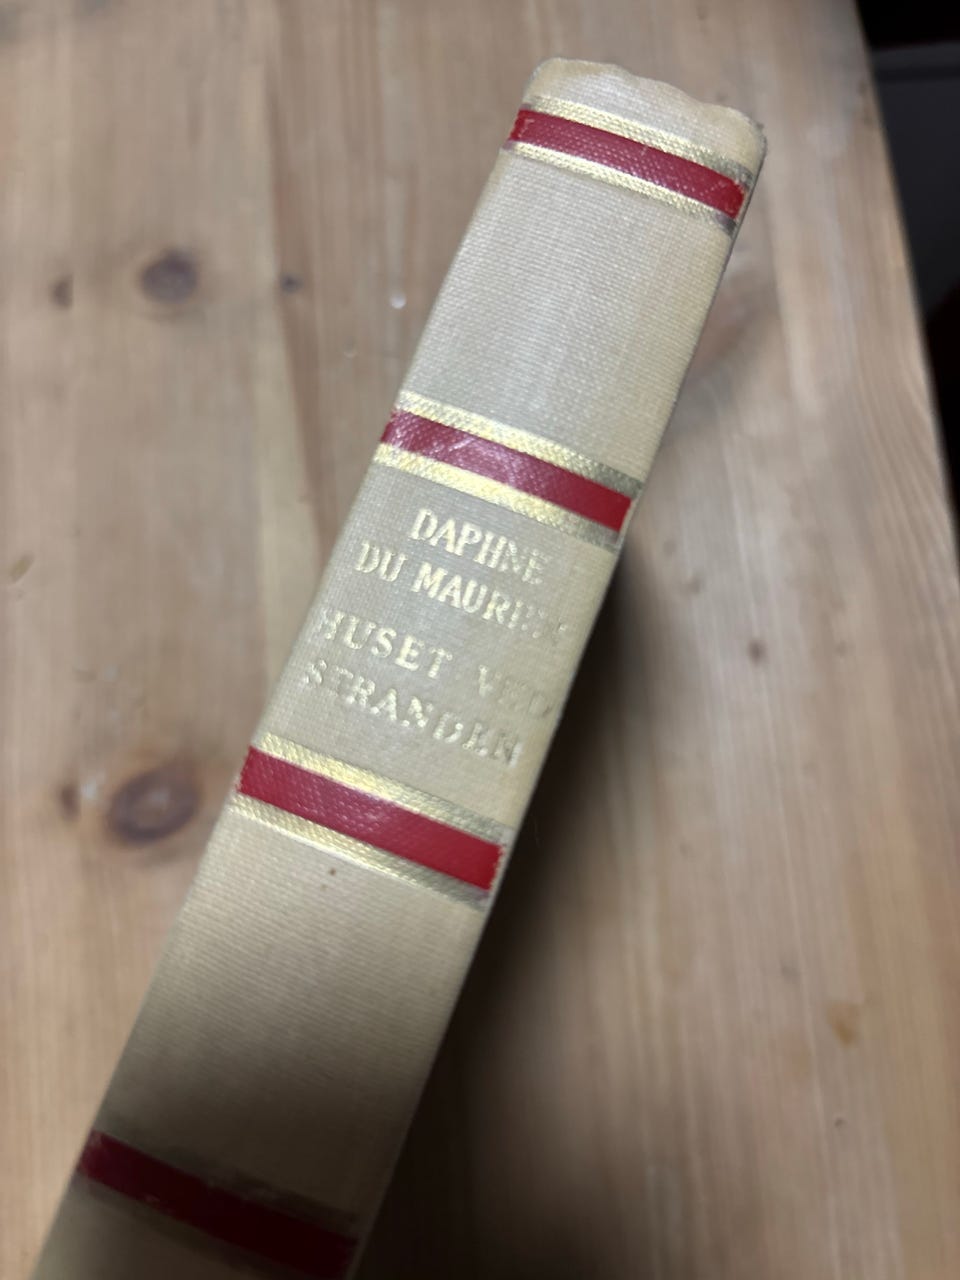 DAPHNE
DU MAURIER
HUSET VED
STRANDEN